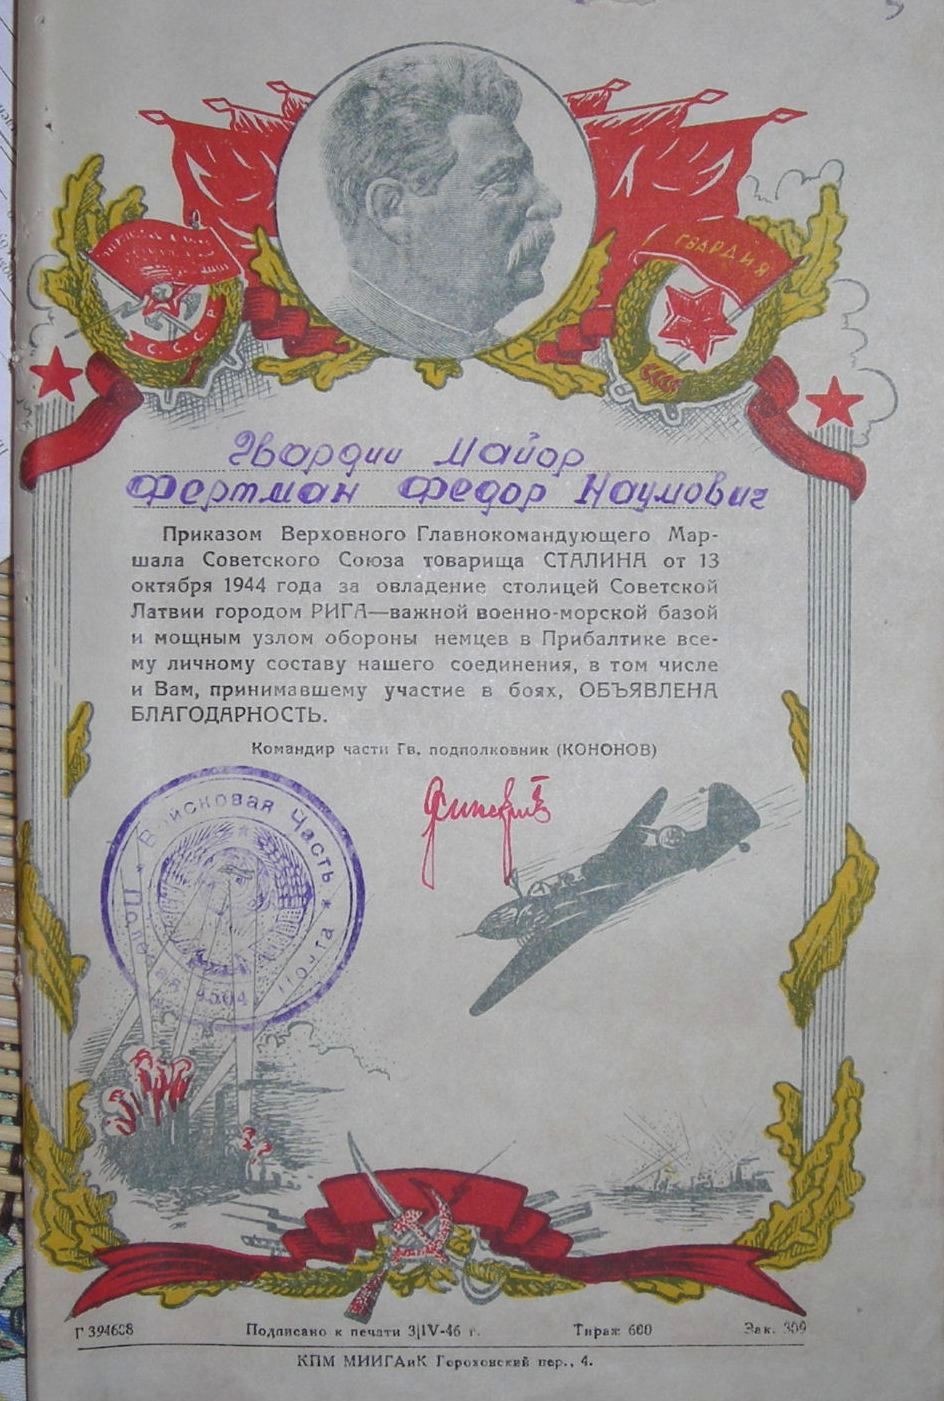 СССР
ГВАРДИЯ
Гвардии Майор
Фертман Федор Наумович
Приказом Верховного Главнокомандующего Мар-
шала Советского Союза товарища СТАЛИНА от 13
октября 1944 года за овладение столицей Советской
Латвии городом РИГА—важной военно-морской базой
и мощным узлом обороны немцев в Прибалтике все-
му личному составу нашего соединения, в том числе
и Вам, принимавшему участие в боях, ОБЪЯВЛЕНА
БЛАГОДАРНОСТЬ.
Командир части Гв. подполковник (КОНОНОВ)
Войсковая Часть
Полевая Почта
Подписано к печати 3|IV-46 г.
Тираж 600
Зак. 309
КПМ МИИГАиК Гороховский пер., 4.